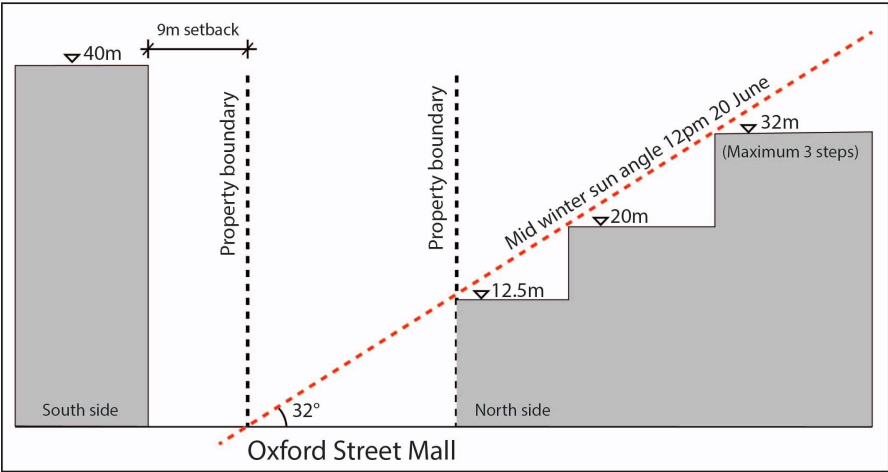 9m setback
40m
Property boundary
Property boundary
Mid winter sun angle 12pm 20 June
32m
(Maximum 3 steps)
20m
12.5m
South side
32°
North side
Oxford Street Mall